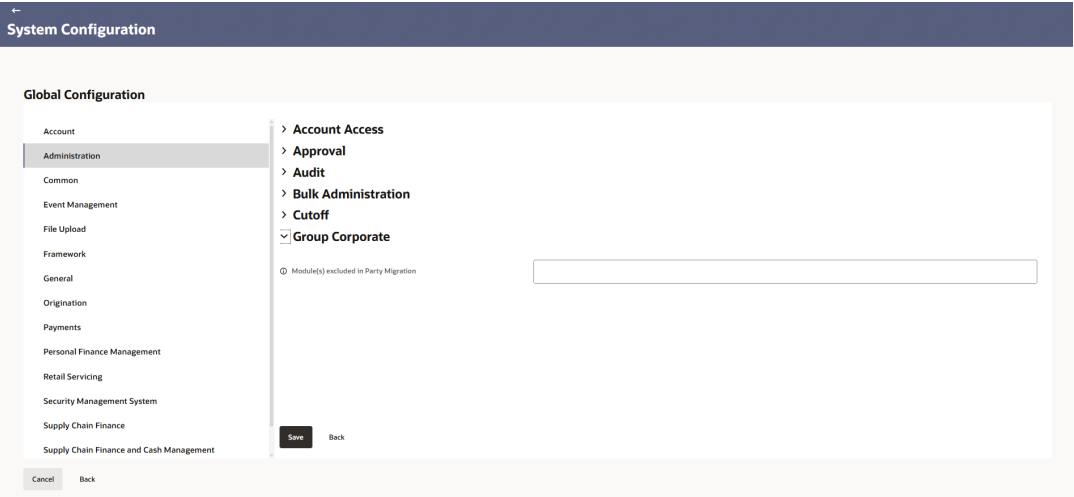 System Configuration
Global Configuration
Account
Administration
Common
Event Management
File Upload
Framework
General
Origination
Payments
Personal Finance Management
Retail Servicing
Security Management System
Supply Chain Finance
Supply Chain Finance and Cash Management
Account Access
Approval
Audit
Bulk Administration
Cutoff
Group Corporate
Module(s) excluded in Party Migration
Save Back
Cancel Back